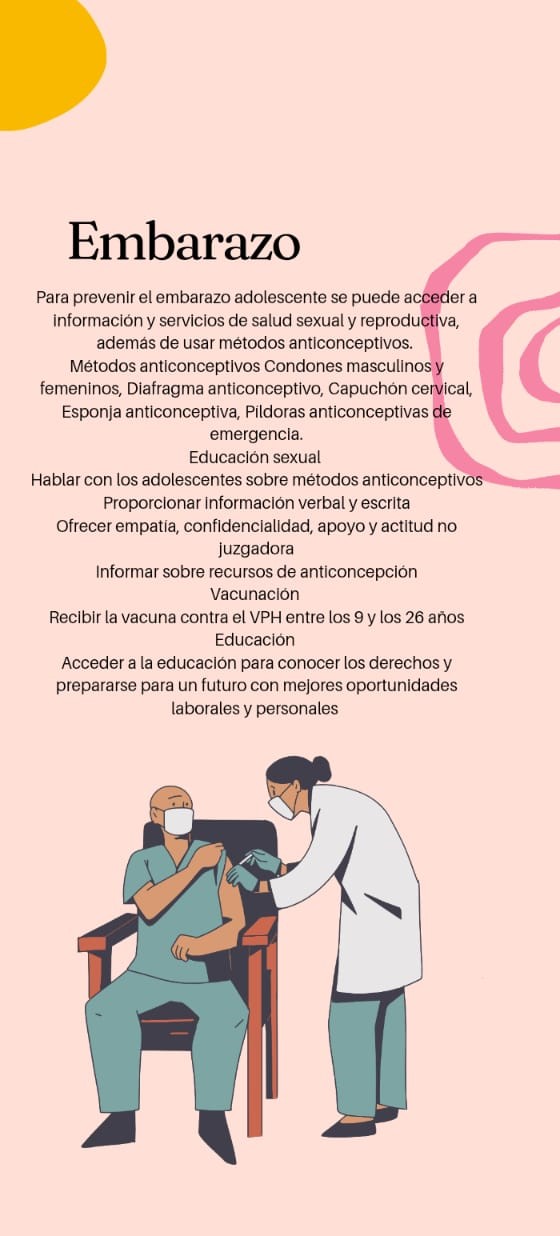 Embarazo
Para prevenir el embarazo adolescente se puede acceder a
información y servicios de salud sexual y reproductiva,
además de usar métodos anticonceptivos.
Métodos anticonceptivos Condones masculinos y
femeninos, Diafragma anticonceptivo, Capuchón cervical,
Esponja anticonceptiva, Píldoras anticonceptivas de
emergencia.
Educación sexual
Hablar con los adolescentes sobre métodos anticonceptivos
Proporcionar información verbal y escrita
Ofrecer empatía, confidencialidad, apoyo y actitud no
juzgadora
Informar sobre recursos de anticoncepción
Vacunación
Recibir la vacuna contra el VPH entre los 9 y los 26 años
Educación
Acceder a la educación para conocer los derechos y
prepararse para un futuro con mejores oportunidades
laborales y personales